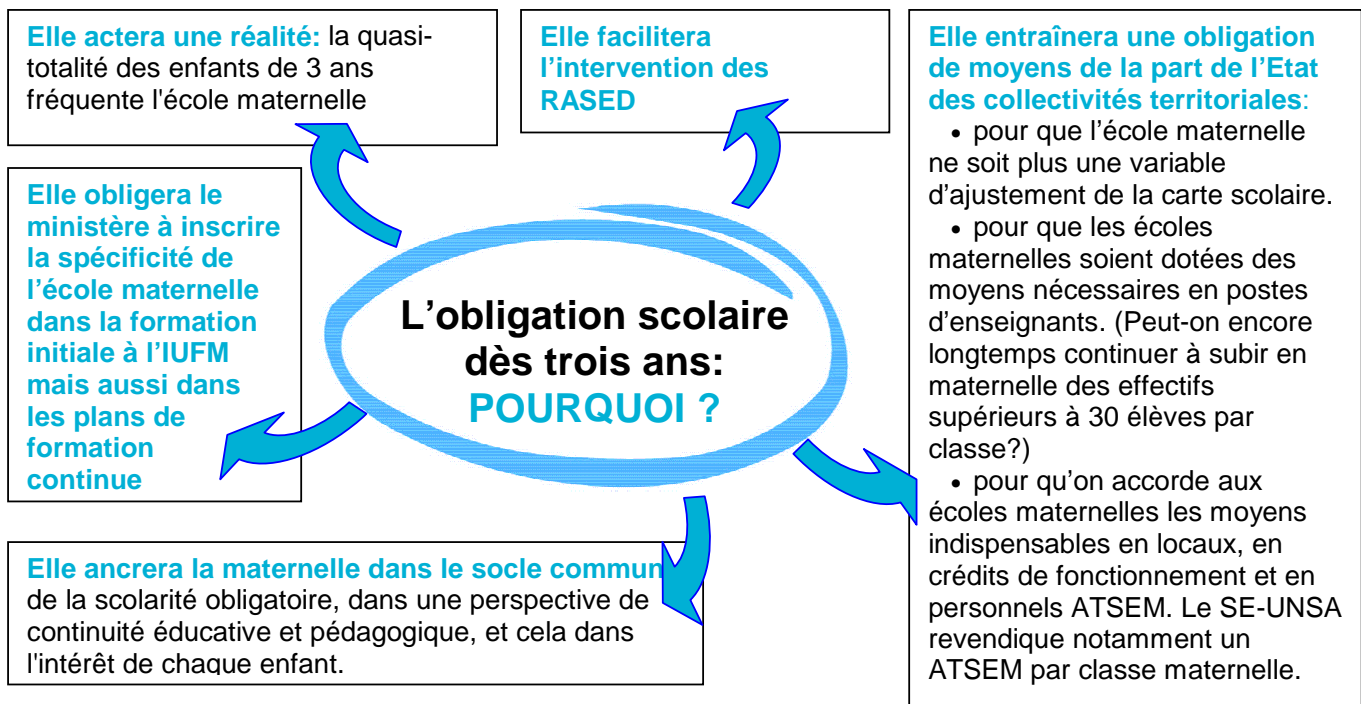 Elle actera une réalité: la quasi-
totalité des enfants de 3 ans
fréquente l'école maternelle
Elle facilitera
l'intervention des
RASED
Elle entraînera une obligation
de moyens de la part de l'Etat
des collectivités territoriales:
• pour que l'école maternelle
ne soit plus une variable
d'ajustement de la carte scolaire.
• pour que les écoles
maternelles soient dotées des
moyens nécessaires en postes
d'enseignants. (Peut-on encore
longtemps continuer à subir en
maternelle des effectifs
supérieurs à 30 élèves par
classe?)
• pour qu'on accorde aux
écoles maternelles les moyens
indispensables en locaux, en
crédits de fonctionnement et en
personnels ATSEM. Le SE-UNSA
revendique notamment un
ATSEM par classe maternelle.
Elle obligera le
ministère à inscrire
la spécificité de
l'école maternelle
dans la formation
initiale à l'IUFM
mais aussi dans
les plans de
formation
continue
L'obligation scolaire
dès trois ans:
POURQUOI ?
Elle ancrera la maternelle dans le socle commun
de la scolarité obligatoire, dans une perspective de
continuité éducative et pédagogique, et cela dans
l'intérêt de chaque enfant.